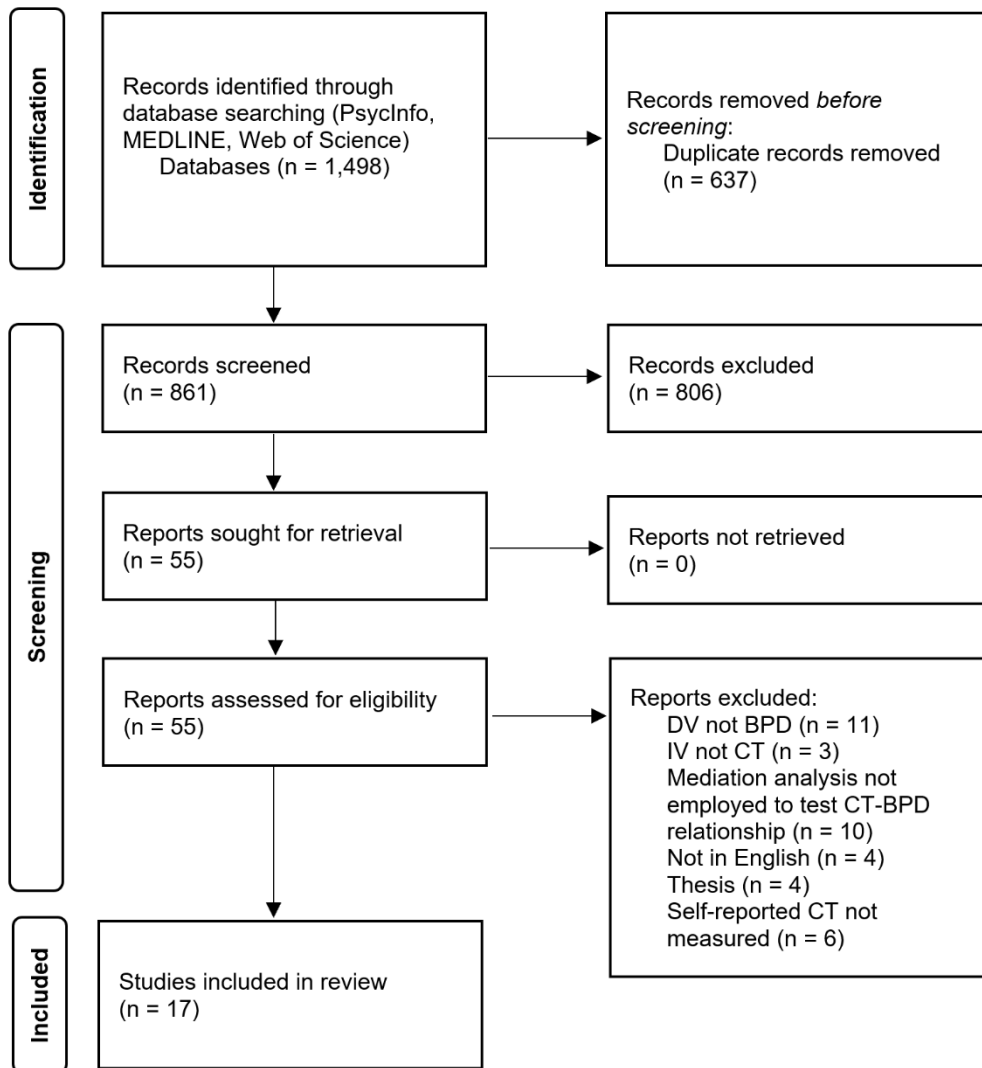 Identification
Records identified through
database searching (PsycInfo,
MEDLINE, Web of Science)
Databases (n = 1,498)
Records removed before
screening:
Duplicate records removed
(n = 637)
Screening
Records screened
(n = 861)
Records excluded
(n = 806)
Reports sought for retrieval
(n = 55)
Reports not retrieved
(n = 0)
Reports assessed for eligibility
(n = 55)
Reports excluded:
DV not BPD (n = 11)
IV not CT (n = 3)
Mediation analysis not
employed to test CT-BPD
relationship (n = 10)
Not in English (n = 4)
Thesis (n = 4)
Self-reported CT not
measured (n = 6)
Included
Studies included in review
(n = 17)